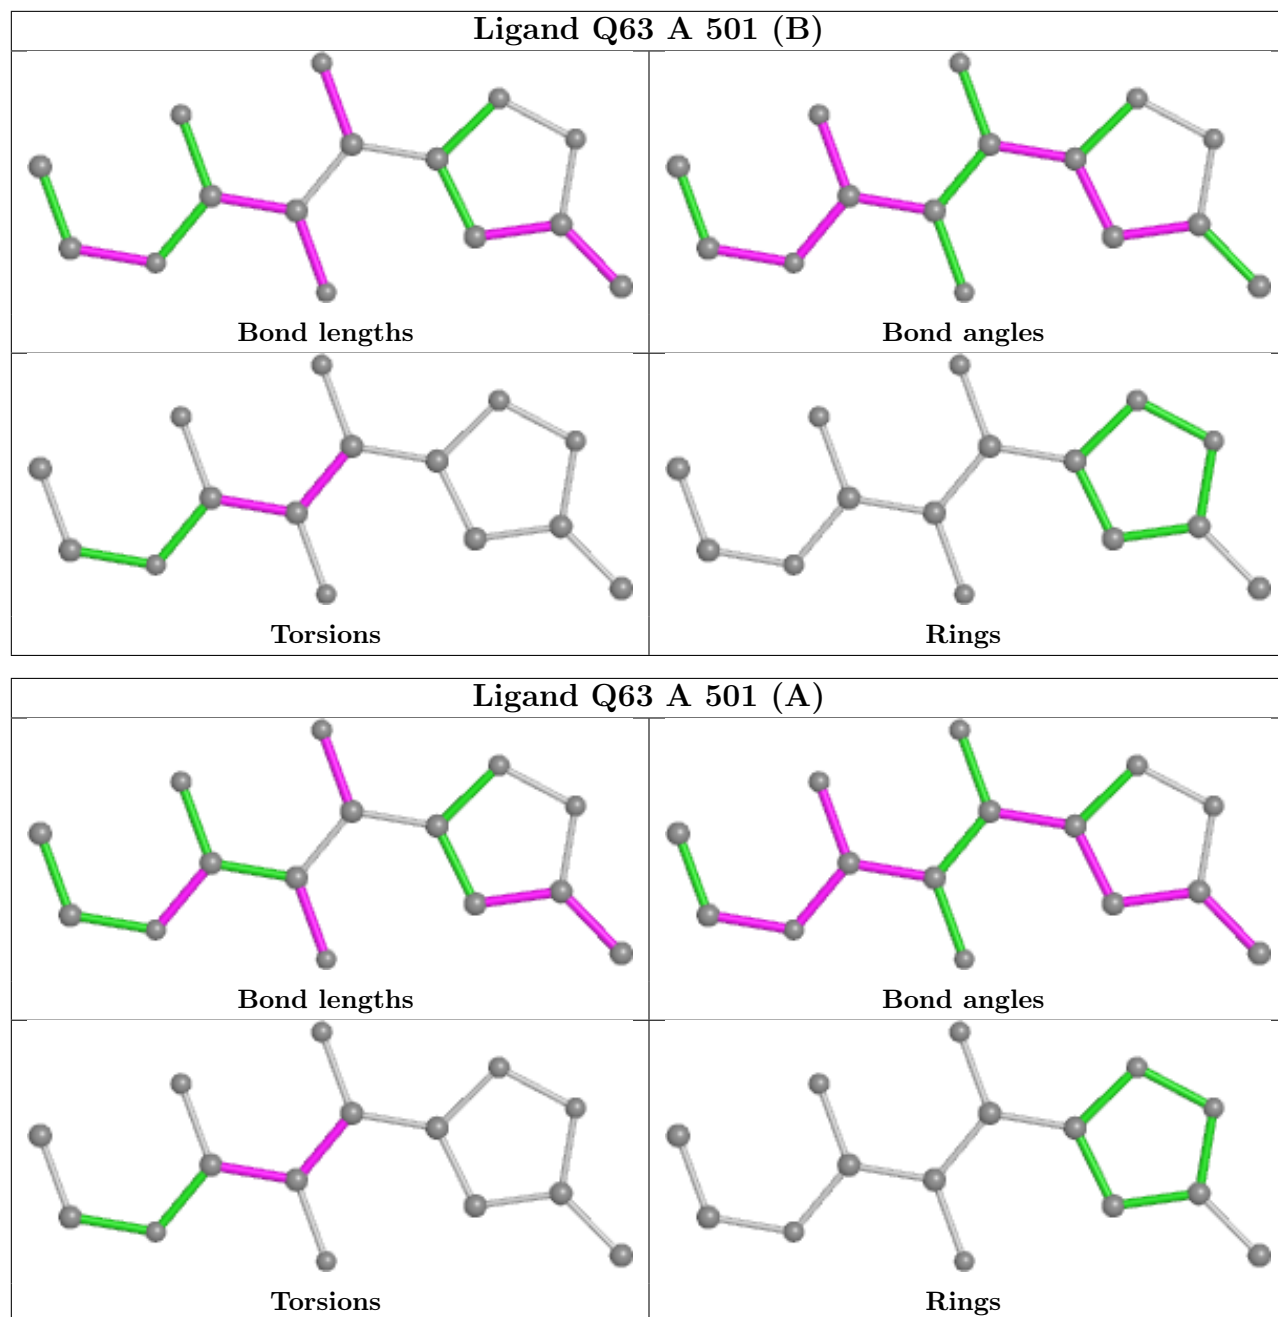 Ligand Q63 A 501 (B)
Bond lengths
Bond angles
Torsions
Rings
Ligand Q63 A 501 (A)
Bond lengths
Bond angles
Torsions
Rings